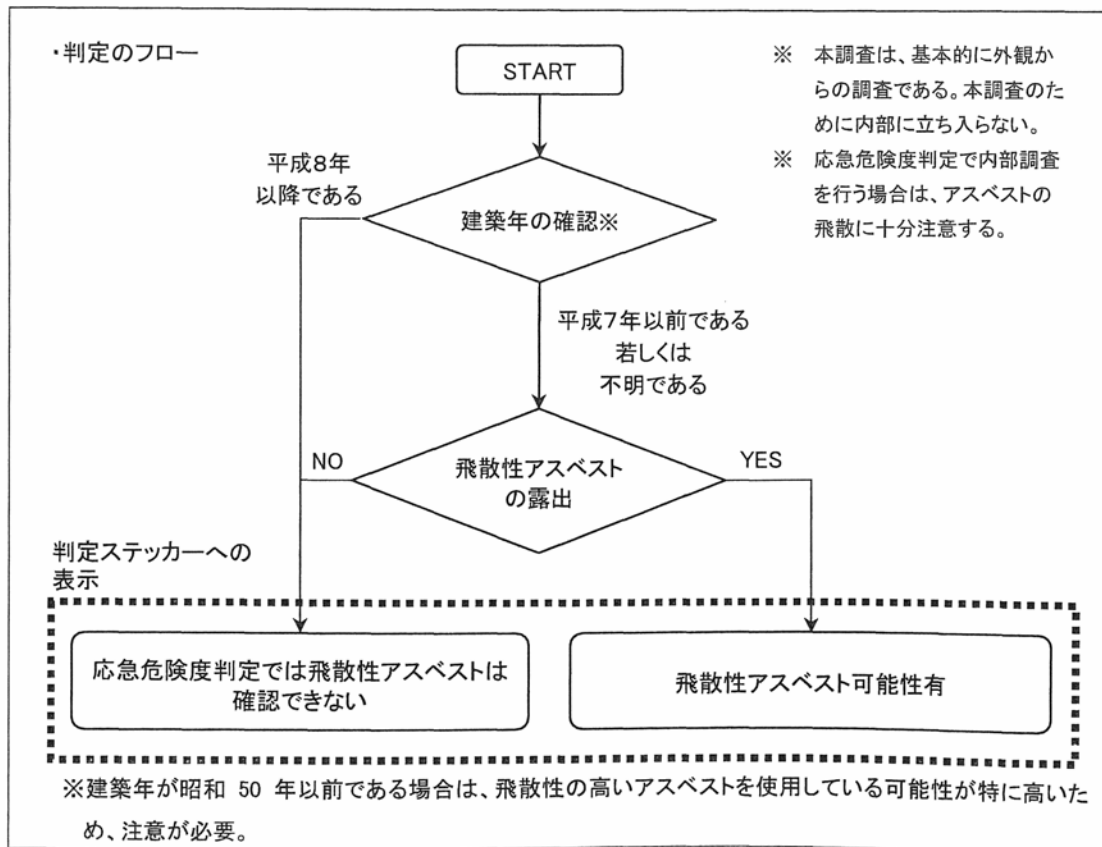 ・判定のフロー
START
※ 本調査は、基本的に外観か
らの調査である。本調査のた
めに内部に立ち入らない。
※ 応急危険度判定で内部調査
を行う場合は、アスベストの
飛散に十分注意する。
平成8年
以降である
建築年の確認※
平成7年以前である
若しくは
不明である
NO
飛散性アスベスト
の露出
YES
判定ステッカーへの
表示
応急危険度判定では飛散性アスベストは
確認できない
飛散性アスベスト可能性有
※建築年が昭和 50 年以前である場合は、飛散性の高いアスベストを使用している可能性が特に高いた
め、注意が必要。